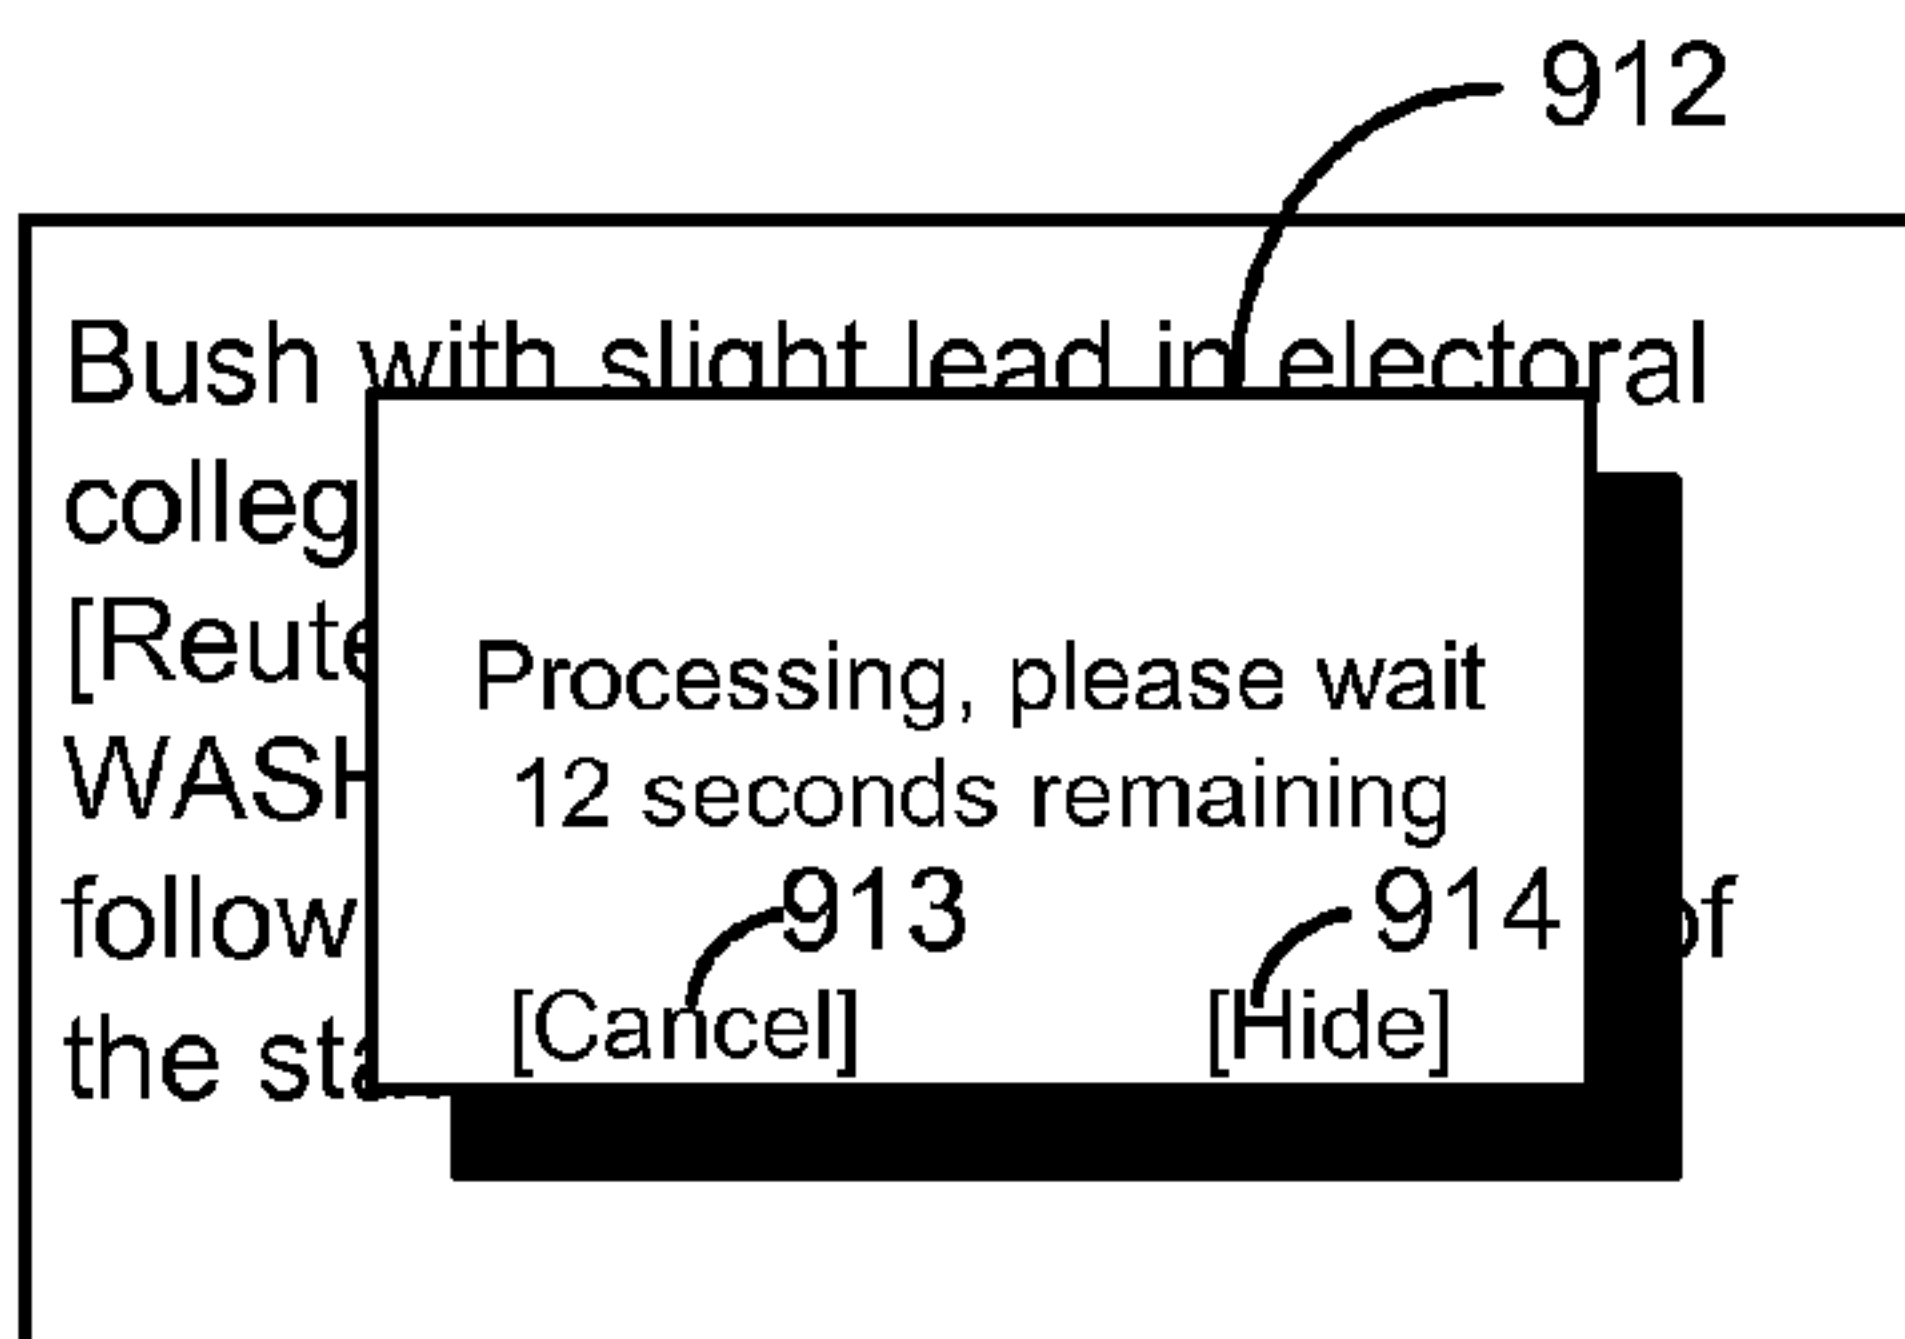 912
Bush with slight lead in electoral
colleg
[Reute
WASH
follow of
the sta
Processing, please wait
12 seconds remaining
913 914
[Cancel] [Hide]